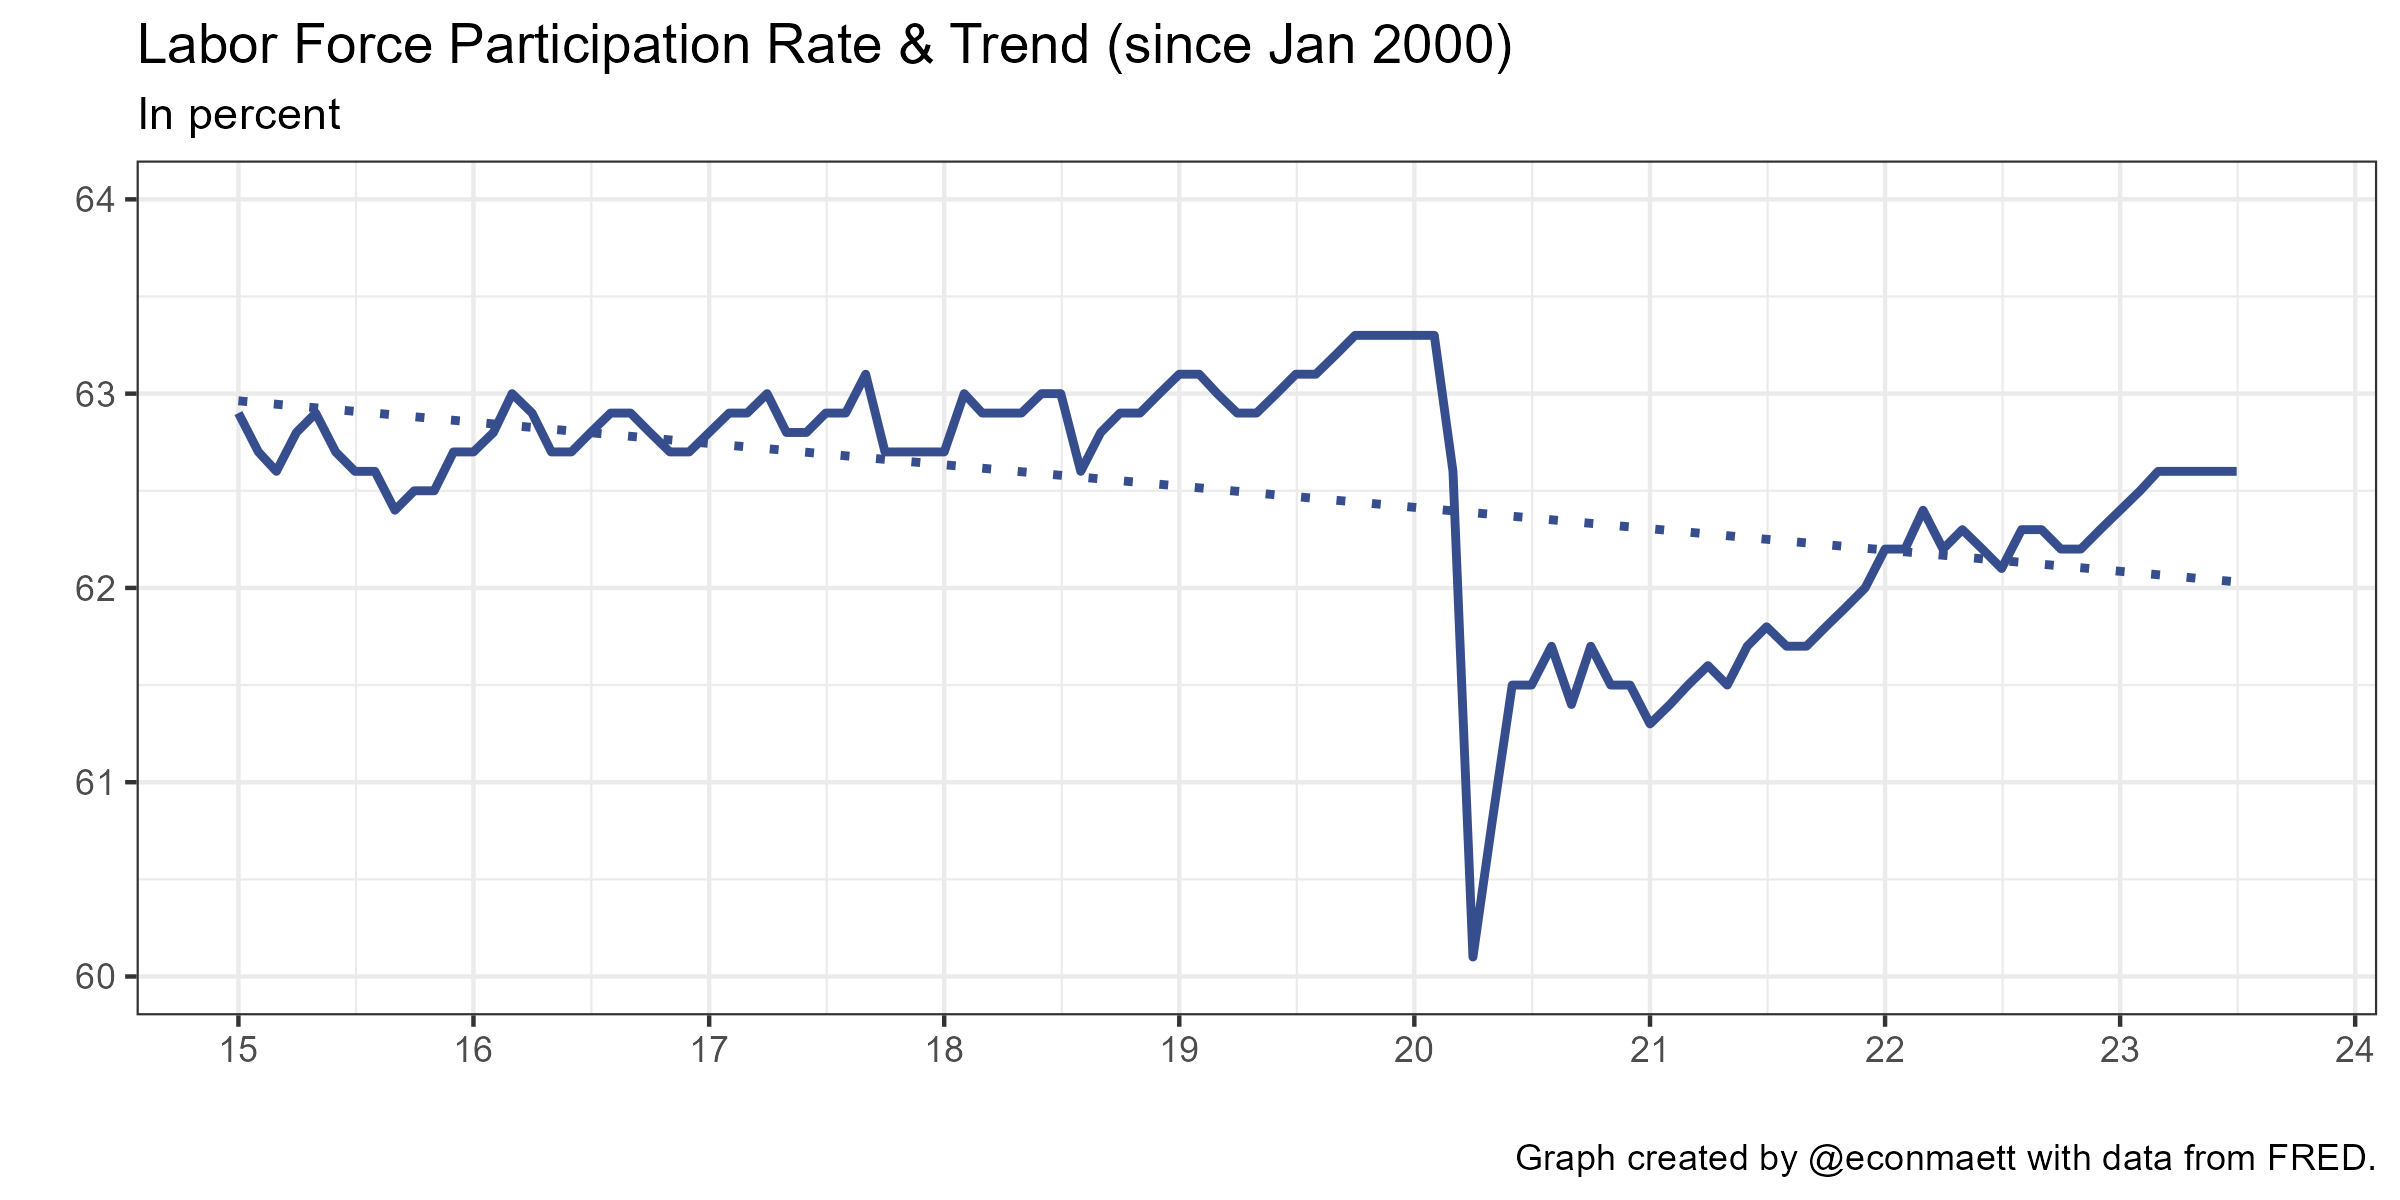 Labor Force Participation Rate & Trend (since Jan 2000)
In percent
64
63
62
61
60
15 16 17 18 19 20 21 22 23 24
Graph created by @econmaett with data from FRED.